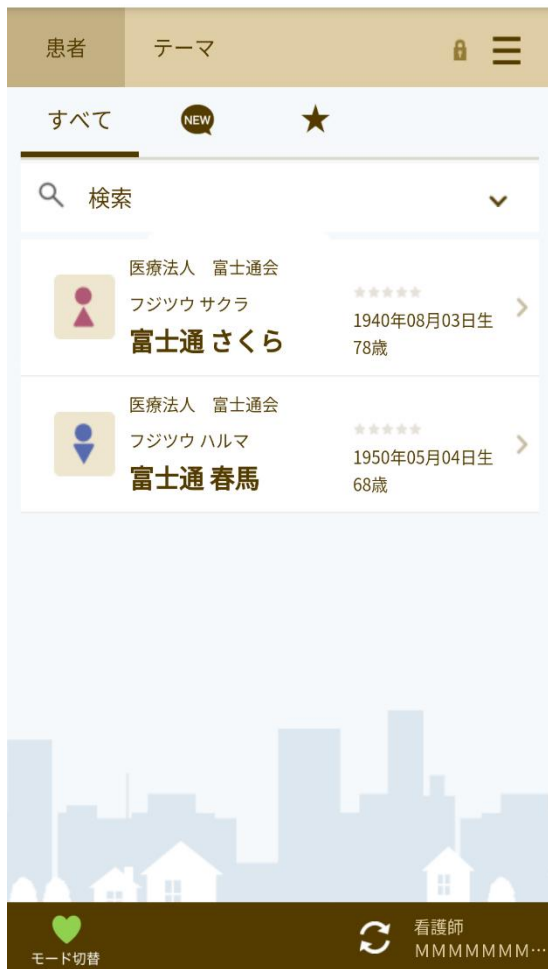 患者 テーマ
すべて NEW
検索
医療法人　富士通会
フジツウ サクラ
富士通 さくら
1940年08月03日生
78歳
医療法人　富士通会
フジツウ ハルマ
富士通 春馬
1950年05月04日生
68歳
モード切替
看護師
MMMMMMM…